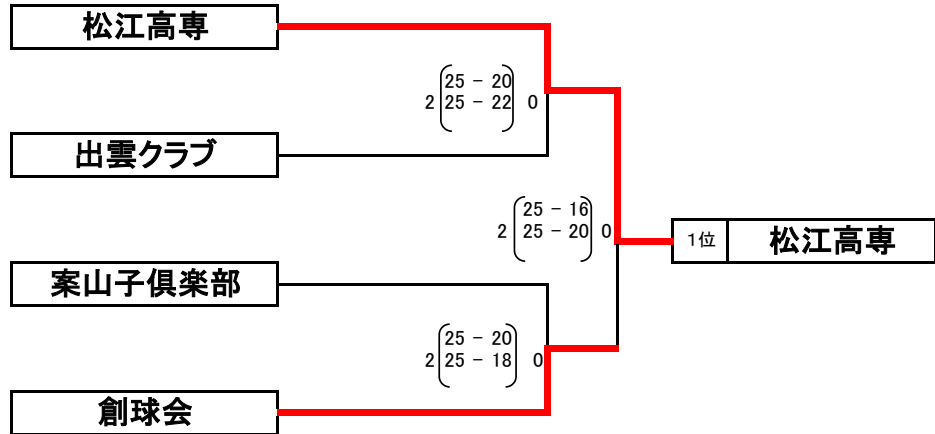 松江高専
25 - 20
2 25 - 22 0
出雲クラブ
25 - 16
2 25 - 20 0
1位 松江高専
案山子倶楽部
25 - 20
2 25 - 18 0
創球会